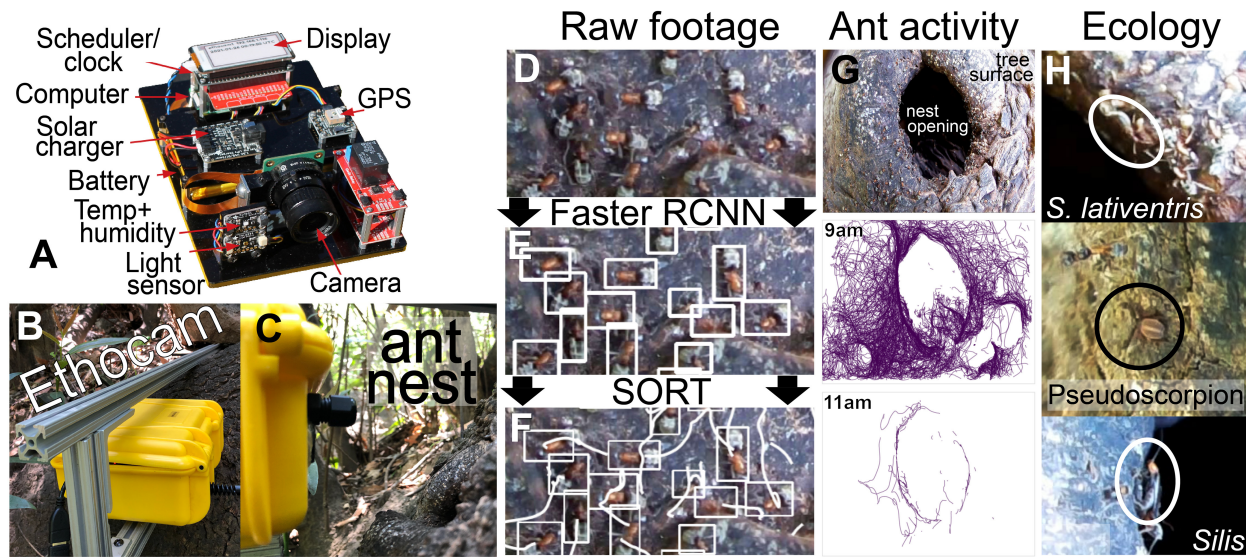 Raw footage
Ant activity
Ecology
Scheduler/
clock
Computer
Solar
charger
Battery
Temp+
humidity
Light
sensor
Display
GPS
Camera
A
B
Ethocam
C
ant
nest
D
Faster RCNN
E
SORT
F
G
tree
surface
nest
opening
9am
11am
H
S. lativentris
Pseudoscorpion
Silis